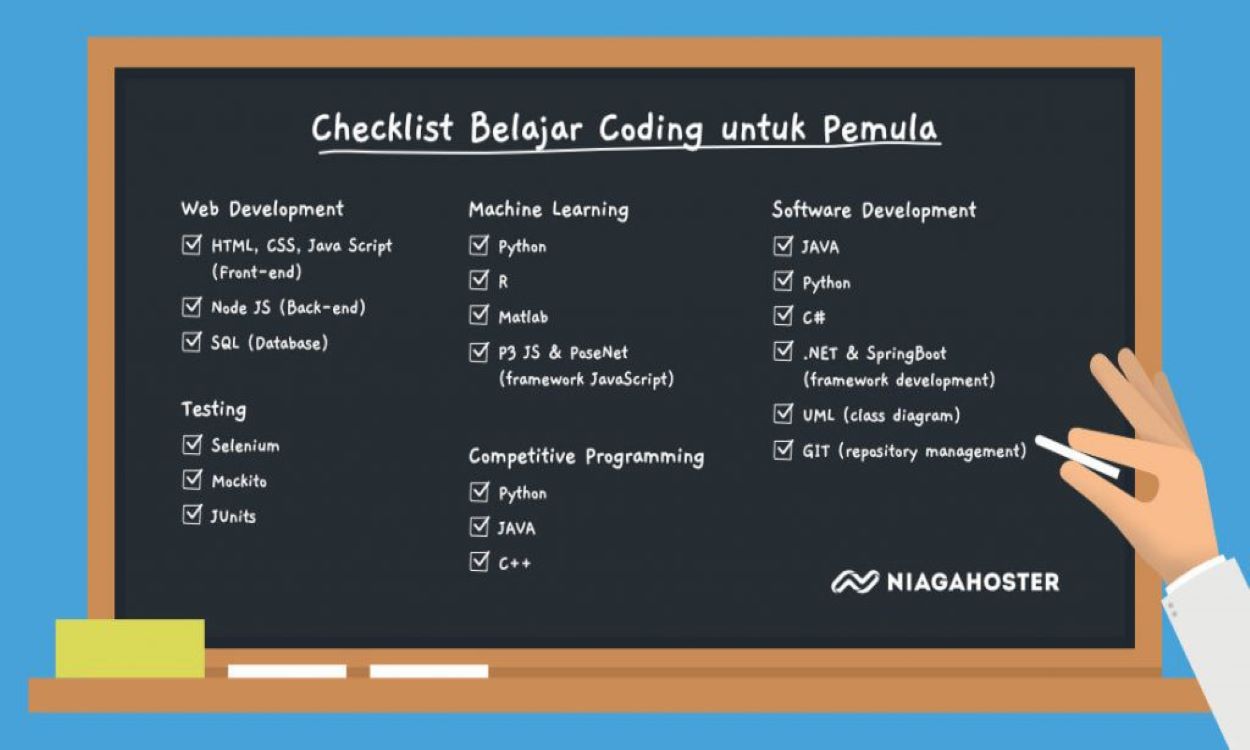 Checklist Belajar Coding untuk Pemula
Web Development
HTML, CSS, Java Script
(Front-end)
Node JS (Back-end)
SQL (Database)
Testing
Selenium
Mockito
JUnits
Machine Learning
Python
R
Matlab
P3 JS & PoseNet
(framework JavaScript)
Competitive Programming
Python
JAVA
C++
Software Development
JAVA
Python
C#
.NET & SpringBoot
(framework development)
UML (class diagram)
GIT (repository management)
NIAGAHOSTER